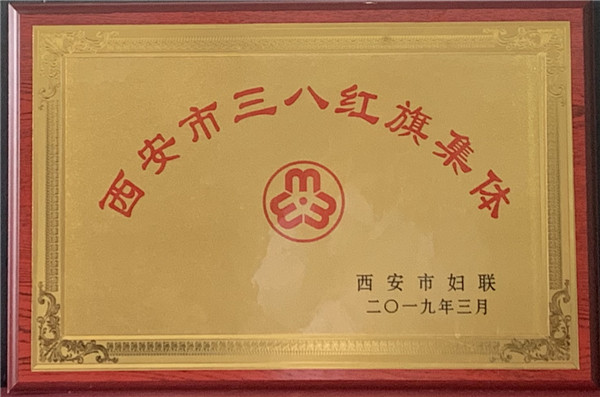 西安市三八红旗集体
西安市妇联
二〇一九年三月